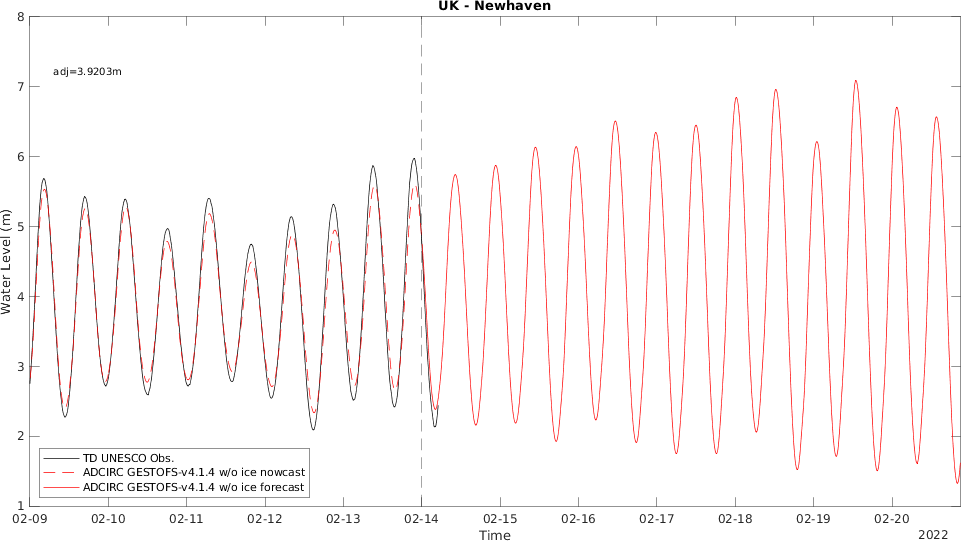 UK - Newhaven
8
adj=3.9203m
7
6
5
4
3
2
1
Water Level (m)
TD UNESCO Obs.
ADCIRC GESTOFS-v4.1.4 w/o ice nowcast
ADCIRC GESTOFS-v4.1.4 w/o ice forecast
02-09 02-10 02-11 02-12 02-13 02-14 02-15 02-16 02-17 02-18 02-19 02-20
Time
2022